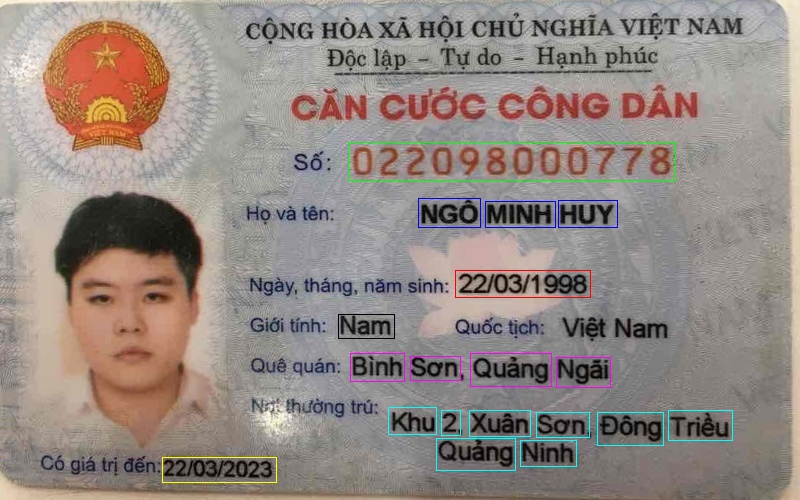 CỘNG HÒA XÃ HỘI CHỦ NGHĨA VIỆT NAM
Độc lập - Tự do - Hạnh phúc
CĂN CƯỚC CÔNG DÂN
Số: 022098000778
Họ và tên: NGÔ MINH HUY
Ngày, tháng, năm sinh: 22/03/1998
Giới tính: Nam Quốc tịch: Việt Nam
Quê quán: Bình Sơn, Quảng Ngãi
Nơi thường trú: Khu 2, Xuân Sơn, Đông Triều
Quảng Ninh
Có giá trị đến: 22/03/2023